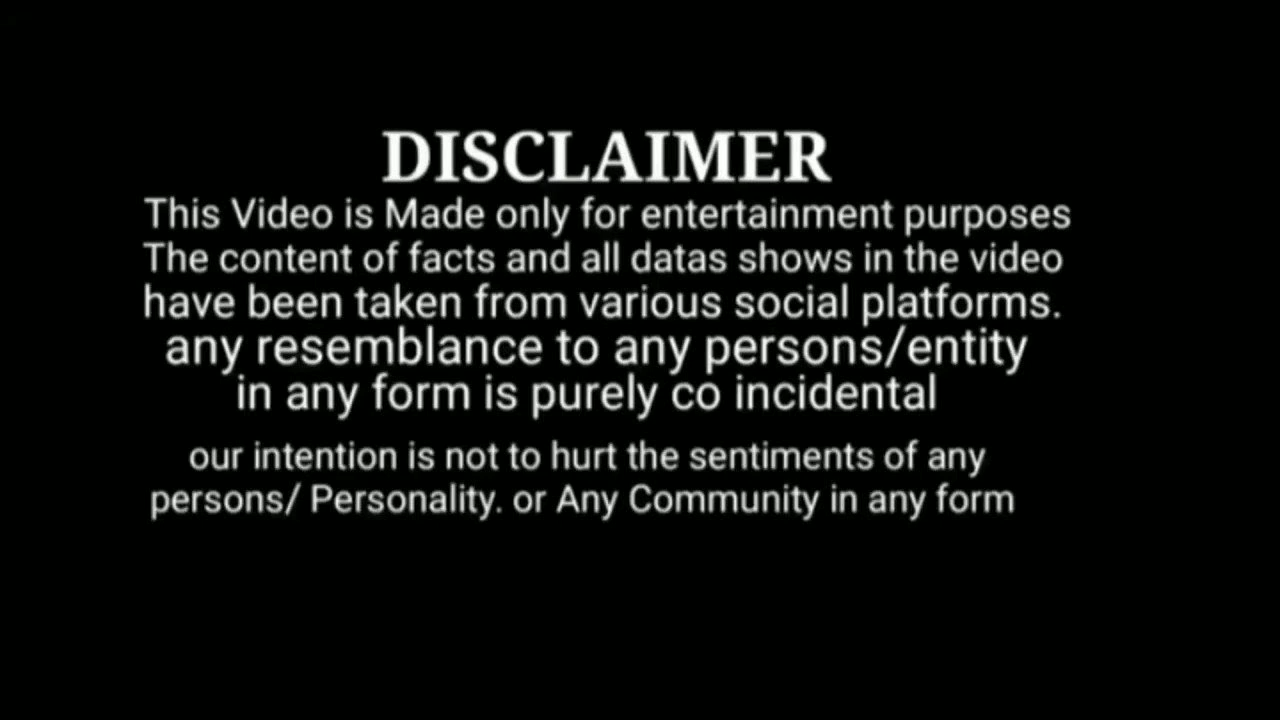 DISCLAIMER
This Video is Made only for entertainment purposes
The content of facts and all datas shows in the video
have been taken from various social platforms.
any resemblance to any persons/entity
in any form is purely co incidental
our intention is not to hurt the sentiments of any
persons/ Personality. or Any Community in any form